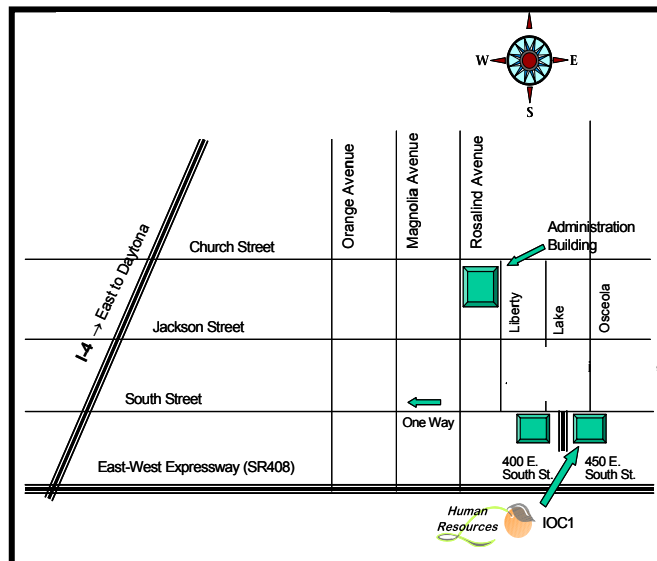 W E
S
Orange Avenue
Magnolia Avenue
Rosalind Avenue
Administration
Building
Church Street
I-4 → East to Daytona
Liberty
Lake
Osceola
Jackson Street
South Street
One Way
400 E.
South St.
450 E.
South St.
East-West Expressway (SR408)
Human
Resources
IOC1